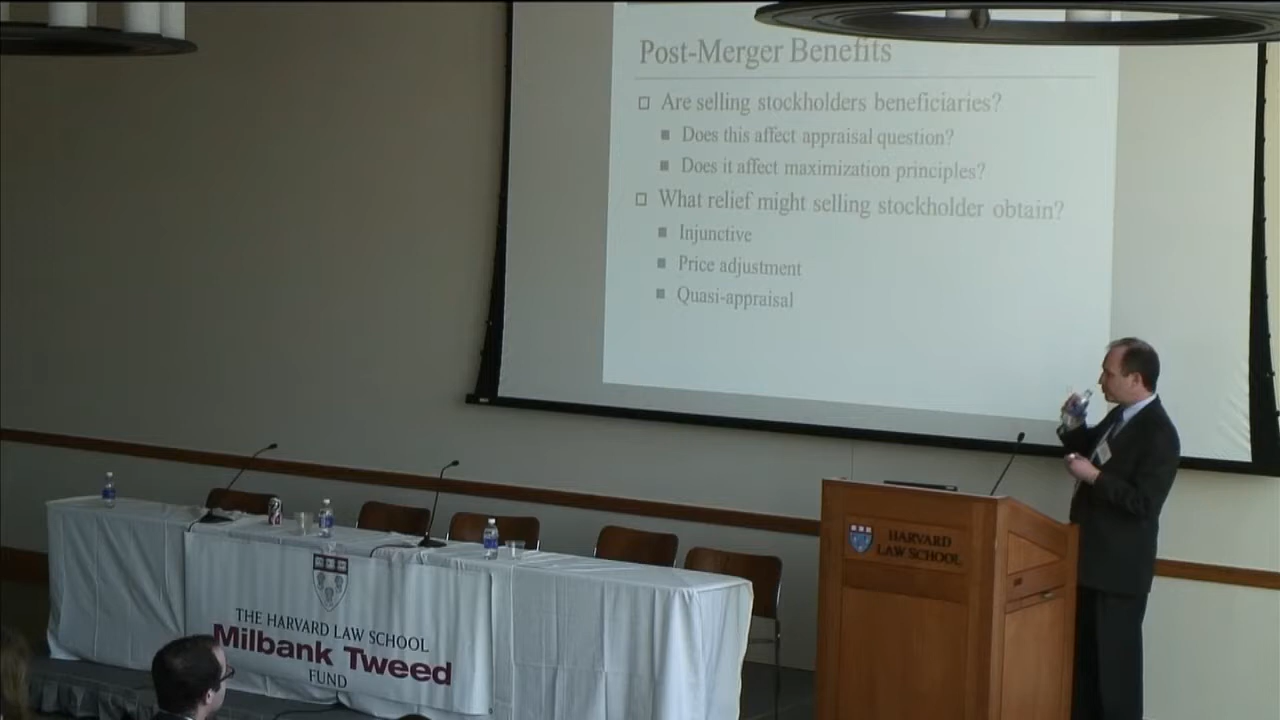 Post-Merger Benefits
Are selling stockholders beneficiaries?
Does this affect appraisal question?
Does it affect maximization principles?
What relief might selling stockholder obtain?
Injunctive
Price adjustment
Quasi-appraisal
HARVARD
LAW SCHOOL
THE HARVARD LAW SCHOOL
Milbank Tweed
FUND